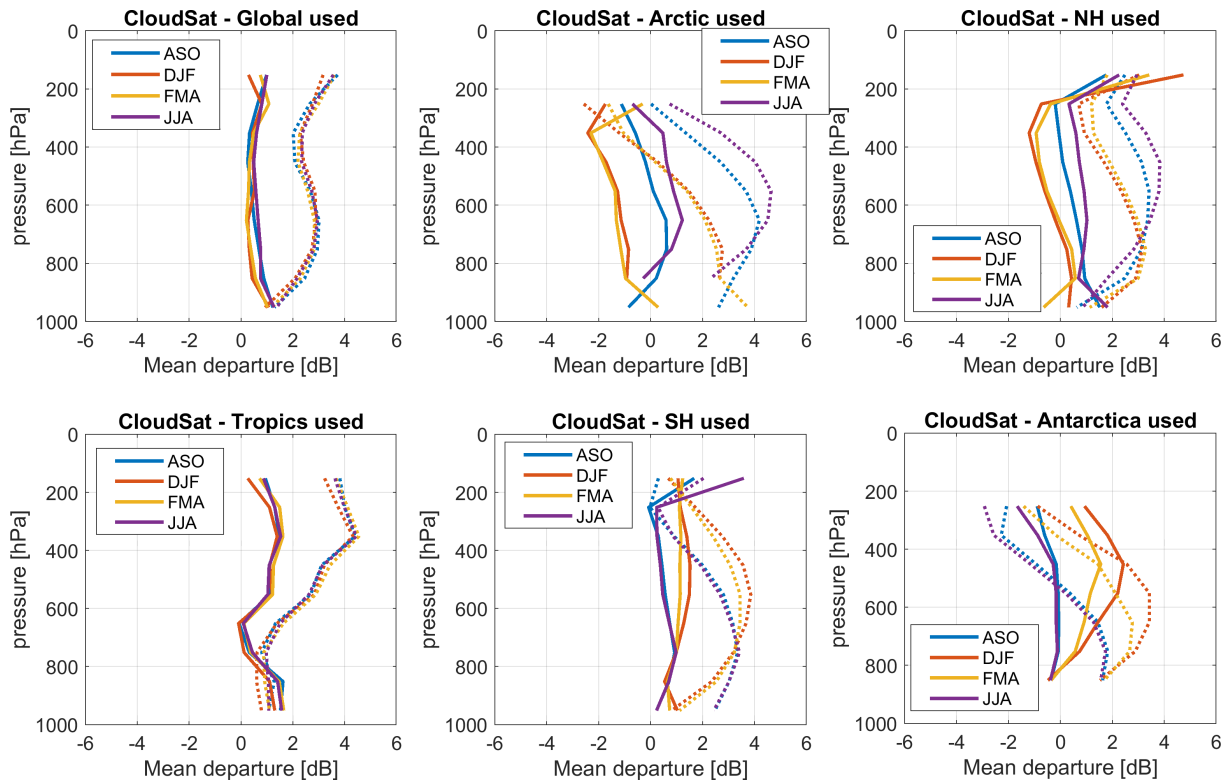 CloudSat - Global used
0
200
400
600
800
1000
pressure [hPa]
ASO
DJF
FMA
JJA
-6 -4 -2 0 2 4 6
Mean departure [dB]
CloudSat - Arctic used
0
200
400
600
800
1000
pressure [hPa]
ASO
DJF
FMA
JJA
-6 -4 -2 0 2 4 6
Mean departure [dB]
CloudSat - NH used
0
200
400
600
800
1000
pressure [hPa]
ASO
DJF
FMA
JJA
-6 -4 -2 0 2 4 6
Mean departure [dB]
CloudSat - Tropics used
0
200
400
600
800
1000
pressure [hPa]
ASO
DJF
FMA
JJA
-6 -4 -2 0 2 4 6
Mean departure [dB]
CloudSat - SH used
0
200
400
600
800
1000
pressure [hPa]
ASO
DJF
FMA
JJA
-6 -4 -2 0 2 4 6
Mean departure [dB]
CloudSat - Antarctica used
0
200
400
600
800
1000
pressure [hPa]
ASO
DJF
FMA
JJA
-6 -4 -2 0 2 4 6
Mean departure [dB]